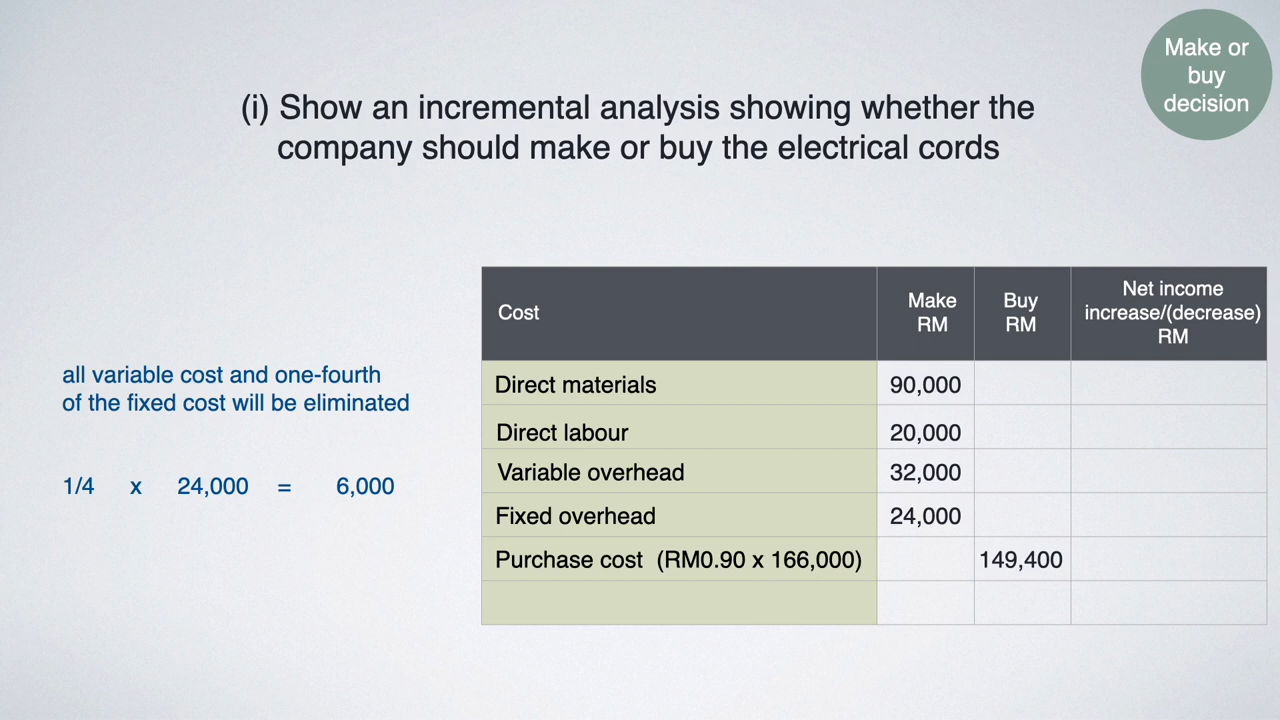 Make or
buy
decision
(i) Show an incremental analysis showing whether the
company should make or buy the electrical cords
all variable cost and one-fourth
of the fixed cost will be eliminated
1/4 x 24,000 = 6,000
Cost
Make
RM
Buy
RM
Net income
increase/(decrease)
RM
Direct materials 90,000
Direct labour 20,000
Variable overhead 32,000
Fixed overhead 24,000
Purchase cost (RM0.90 x 166,000) 149,400